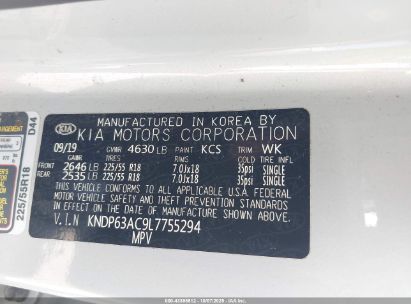 MANUFACTURED IN KOREA BY
KIA
KIA MOTORS CORPORATION
09/19 GVWR 4630 LB PAINT KCS TRIM WK
TIRES RIMS COLD
FRONT 2646 LB 225/55 R18 7.0Jx18 35psi SINGLE
REAR 2535 LB 225/55 R18 7.0Jx18 35psi SINGLE
THIS VEHICLE CONFORMS TO ALL APPLICABLE U.S.A FEDERAL
MOTOR VEHICLE SAFETY AND THEFT PREVENTION STANDARDS
IN EFFECT ON THE DATE OF MANUFACTURE SHOWN ABOVE.
V.I.N KNDP63AC9L7755294
MPV
D44
225/55R18